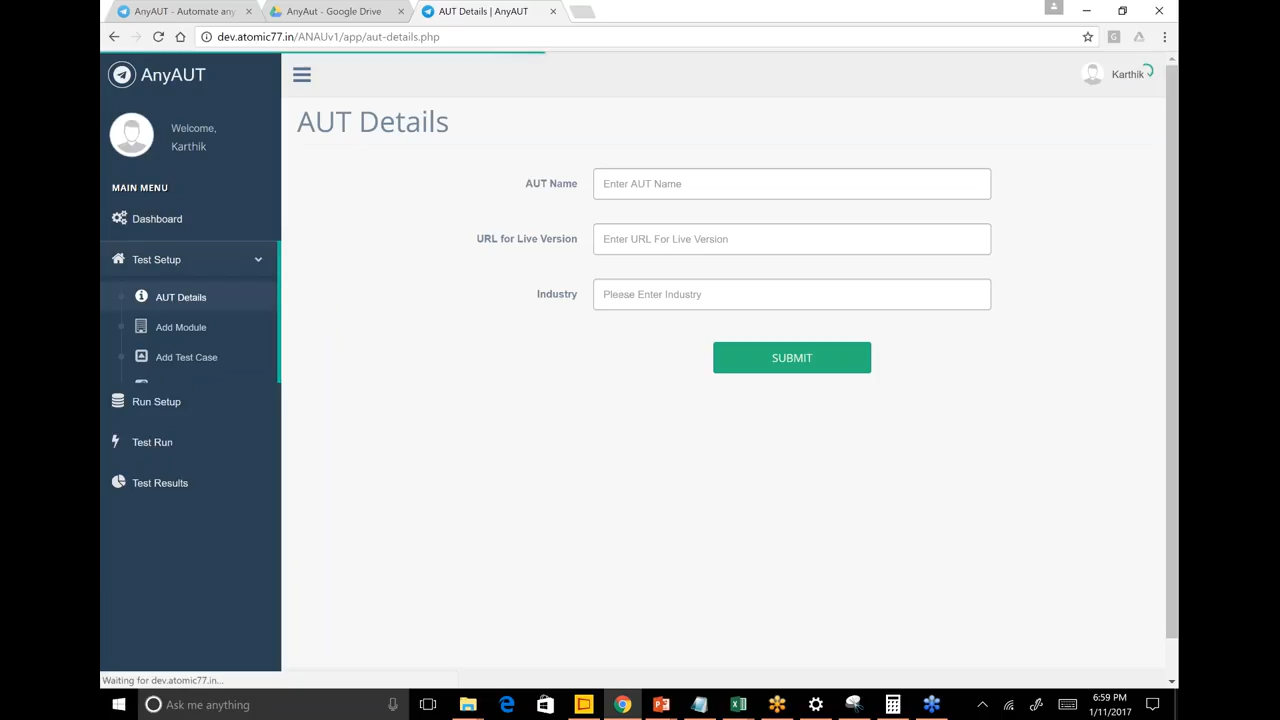 AnyAUT - Automate any
AnyAut - Google Drive
AUT Details | AnyAUT
dev.atomic77.in/ANAUv1/app/aut-details.php
AnyAUT
Karthik
Welcome,
Karthik
AUT Details
MAIN MENU
Dashboard
Test Setup
AUT Details
Add Module
Add Test Case
Run Setup
Test Run
Test Results
AUT Name
Enter AUT Name
URL for Live Version
Enter URL For Live Version
Industry
Please Enter Industry
SUBMIT
Waiting for dev.atomic77.in...
Ask me anything
6:59 PM
1/11/2017